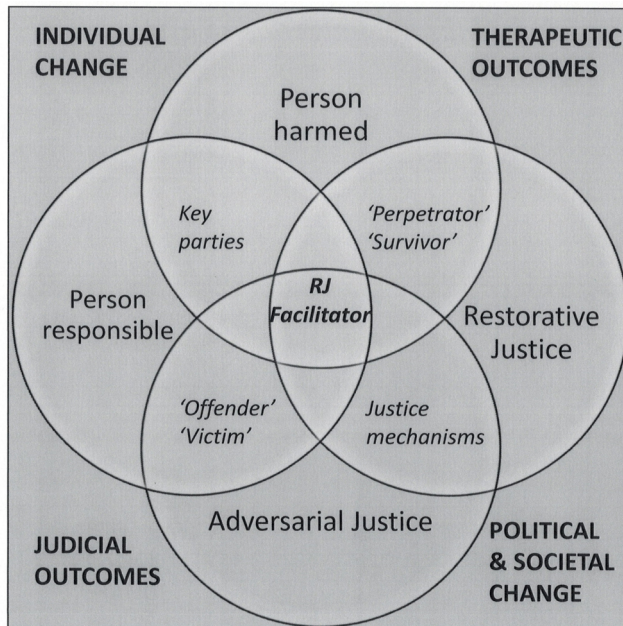 INDIVIDUAL
CHANGE
THERAPEUTIC
OUTCOMES
Person
harmed
Key
parties
‘Perpetrator’
‘Survivor’
Person
responsible
RJ
Facilitator
Restorative
Justice
‘Offender’
‘Victim’
Justice
mechanisms
Adversarial Justice
JUDICIAL
OUTCOMES
POLITICAL
& SOCIETAL
CHANGE